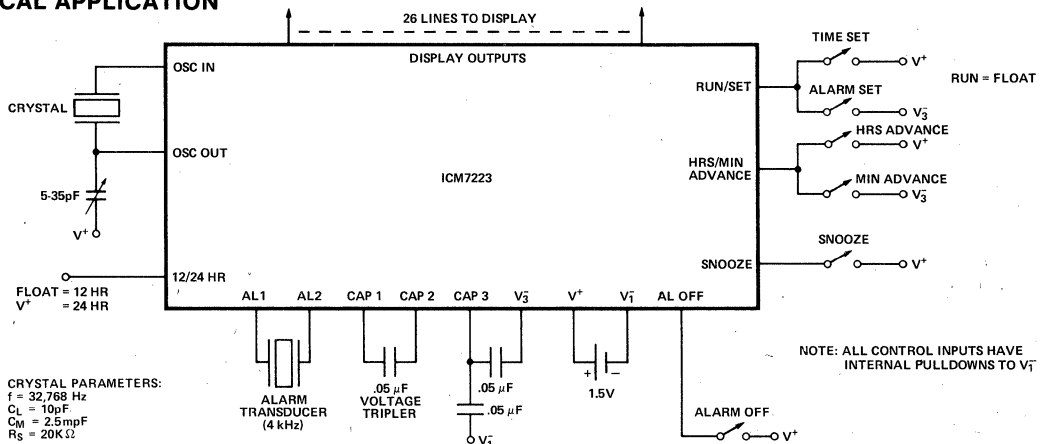 CAL APPLICATION
26 LINES TO DISPLAY
DISPLAY OUTPUTS
OSC IN
CRYSTAL
OSC OUT
5-35pF
V+
12/24 HR
FLOAT = 12 HR
V+ = 24 HR
ICM7223
RUN/SET
TIME SET
V+
RUN = FLOAT
ALARM SET
V3-
HRS/MIN
ADVANCE
HRS ADVANCE
V+
MIN ADVANCE
V3-
SNOOZE
SNOOZE
V+
AL1 AL2 CAP 1 CAP 2 CAP 3 V3- V+ V1- AL OFF
ALARM
TRANSDUCER
(4 kHz)
.05 µF
VOLTAGE
TRIPLER
.05 µF
.05 µF
V1-
+ −
1.5V
ALARM OFF
V+
NOTE: ALL CONTROL INPUTS HAVE
INTERNAL PULLDOWNS TO V1-
CRYSTAL PARAMETERS:
f = 32,768 Hz
CL = 10pF
CM = 2.5mpF
RS = 20KΩ